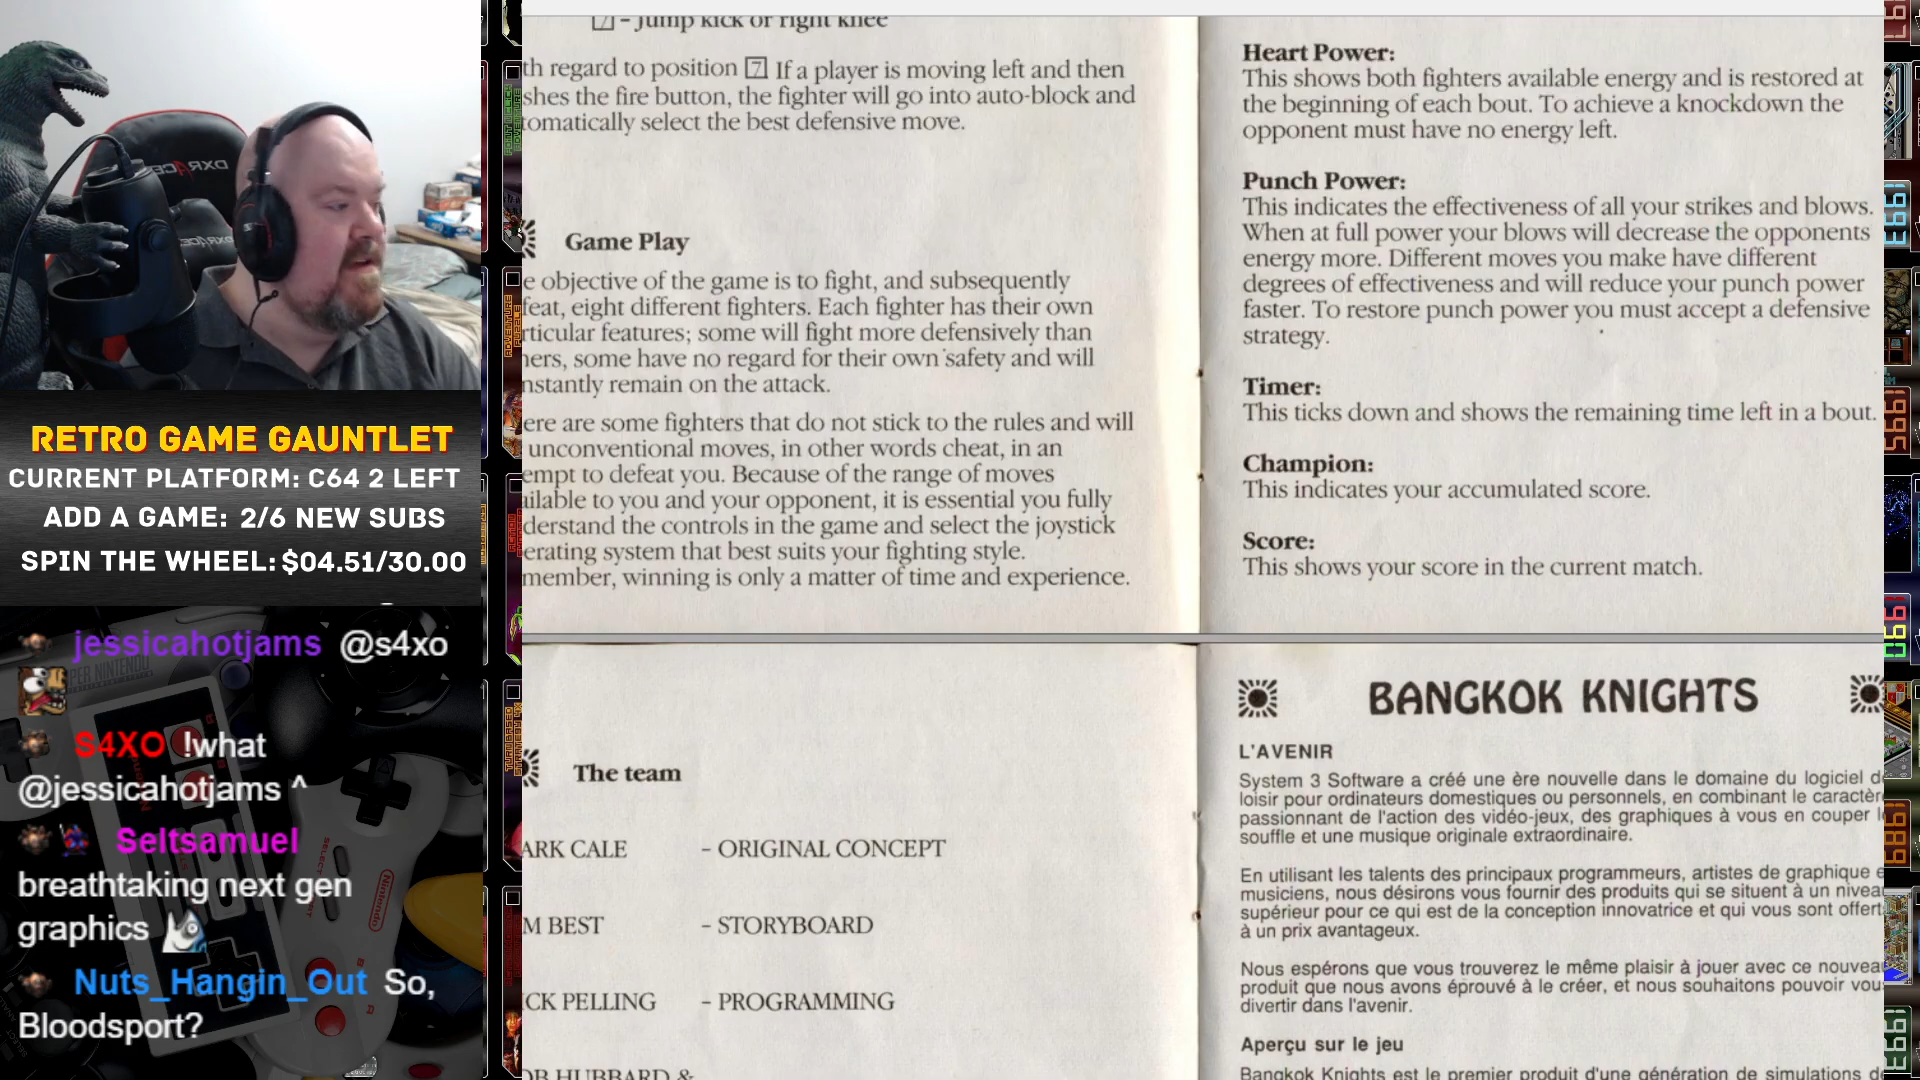 RETRO GAME GAUNTLET
CURRENT PLATFORM: C64 2 LEFT
ADD A GAME: 2/6 NEW SUBS
SPIN THE WHEEL: $04.51/30.00
jessicahotjams @s4xo
S4XO !what
@jessicahotjams ^
Seltsamuel
breathtaking next gen
graphics
Nuts_Hangin_Out So,
Bloodsport?
7 – Jump kick or right knee
th regard to position 7 If a player is moving left and then
shes the fire button, the fighter will go into auto-block and
tomatically select the best defensive move.
Game Play
e objective of the game is to fight, and subsequently
feat, eight different fighters. Each fighter has their own
rticular features; some will fight more defensively than
hers, some have no regard for their own safety and will
nstantly remain on the attack.
ere are some fighters that do not stick to the rules and will
unconventional moves, in other words cheat, in an
empt to defeat you. Because of the range of moves
ailable to you and your opponent, it is essential you fully
derstand the controls in the game and select the joystick
erating system that best suits your fighting style.
member, winning is only a matter of time and experience.
Heart Power:
This shows both fighters available energy and is restored at
the beginning of each bout. To achieve a knockdown the
opponent must have no energy left.
Punch Power:
This indicates the effectiveness of all your strikes and blows.
When at full power your blows will decrease the opponents
energy more. Different moves you make have different
degrees of effectiveness and will reduce your punch power
faster. To restore punch power you must accept a defensive
strategy.
Timer:
This ticks down and shows the remaining time left in a bout.
Champion:
This indicates your accumulated score.
Score:
This shows your score in the current match.
The team
ARK CALE – ORIGINAL CONCEPT
M BEST – STORYBOARD
CK PELLING – PROGRAMMING
OB HUBBARD &
BANGKOK KNIGHTS
L'AVENIR
System 3 Software a créé une ère nouvelle dans le domaine du logiciel d
loisir pour ordinateurs domestiques ou personnels, en combinant le caractèr
passionnant de l'action des vidéo-jeux, des graphiques à vous en couper l
souffle et une musique originale extraordinaire.
En utilisant les talents des principaux programmeurs, artistes de graphique e
musiciens, nous désirons vous fournir des produits qui se situent à un nivea
supérieur pour ce qui est de la conception innovatrice et qui vous sont offert
à un prix avantageux.
Nous espérons que vous trouverez le même plaisir à jouer avec ce nouvea
produit que nous avons éprouvé à le créer, et nous souhaitons pouvoir vou
divertir dans l'avenir.
Aperçu sur le jeu
Bangkok Knights est le premier produit d'une génération de simulations d